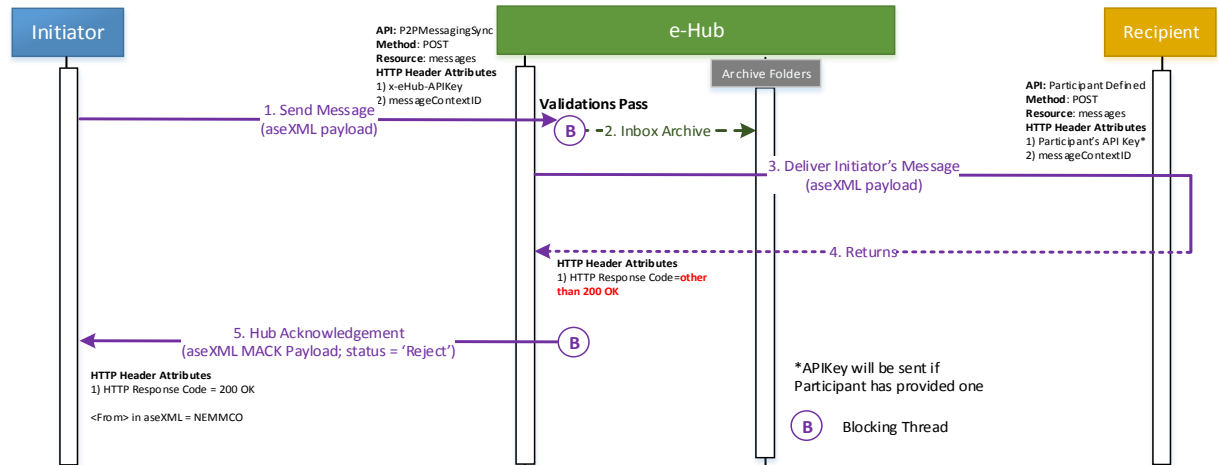 Initiator
e-Hub
Recipient
API: P2PMessagingSync
Method: POST
Resource: messages
HTTP Header Attributes
1) x-eHub-APIKey
2) messageContextID
Archive Folders
API: Participant Defined
Method: POST
Resource: messages
HTTP Header Attributes
1) Participant's API Key*
2) messageContextID
1. Send Message
(aseXML payload)
Validations Pass
B
2. Inbox Archive
3. Deliver Initiator's Message
(aseXML payload)
4. Returns
HTTP Header Attributes
1) HTTP Response Code=other
than 200 OK
5. Hub Acknowledgement
(aseXML MACK Payload; status = ‘Reject’)
B
HTTP Header Attributes
1) HTTP Response Code = 200 OK
<From> in aseXML = NEMMCO
*APIKey will be sent if
Participant has provided one
B Blocking Thread